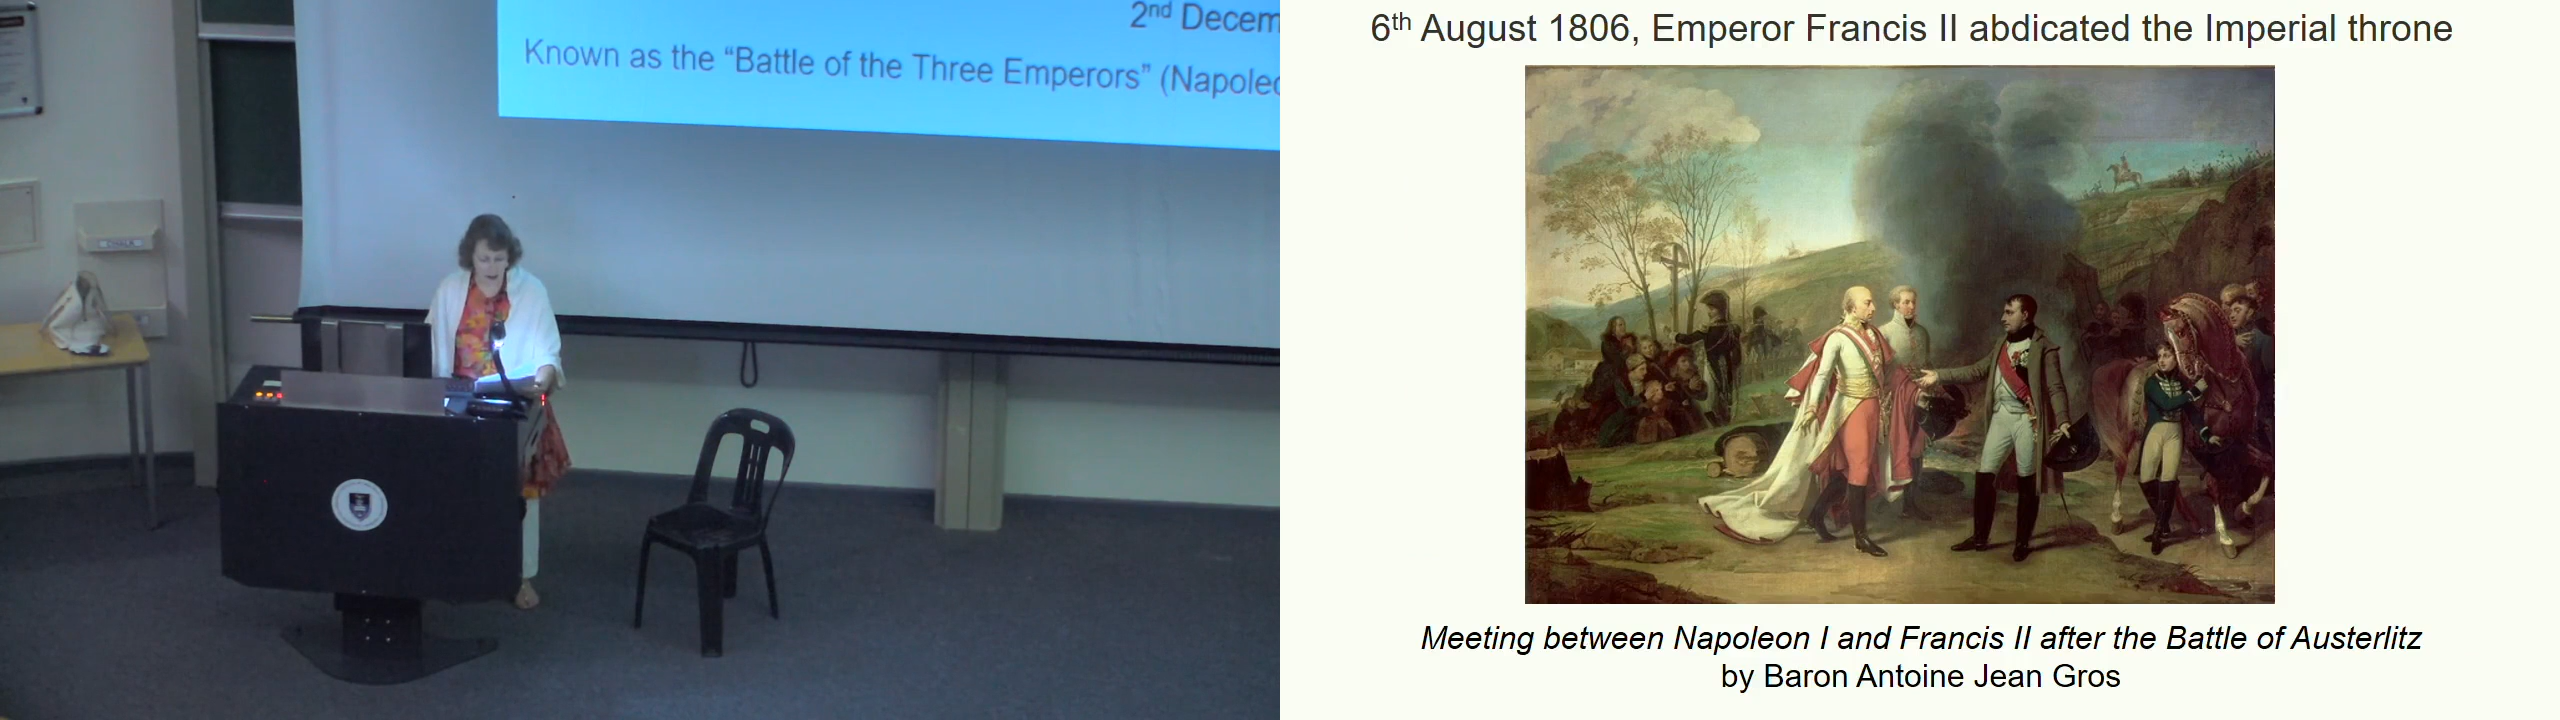 2nd Decem
Known as the “Battle of the Three Emperors” (Napoleo
CHALK
6th August 1806, Emperor Francis II abdicated the Imperial throne
Meeting between Napoleon I and Francis II after the Battle of Austerlitz
by Baron Antoine Jean Gros